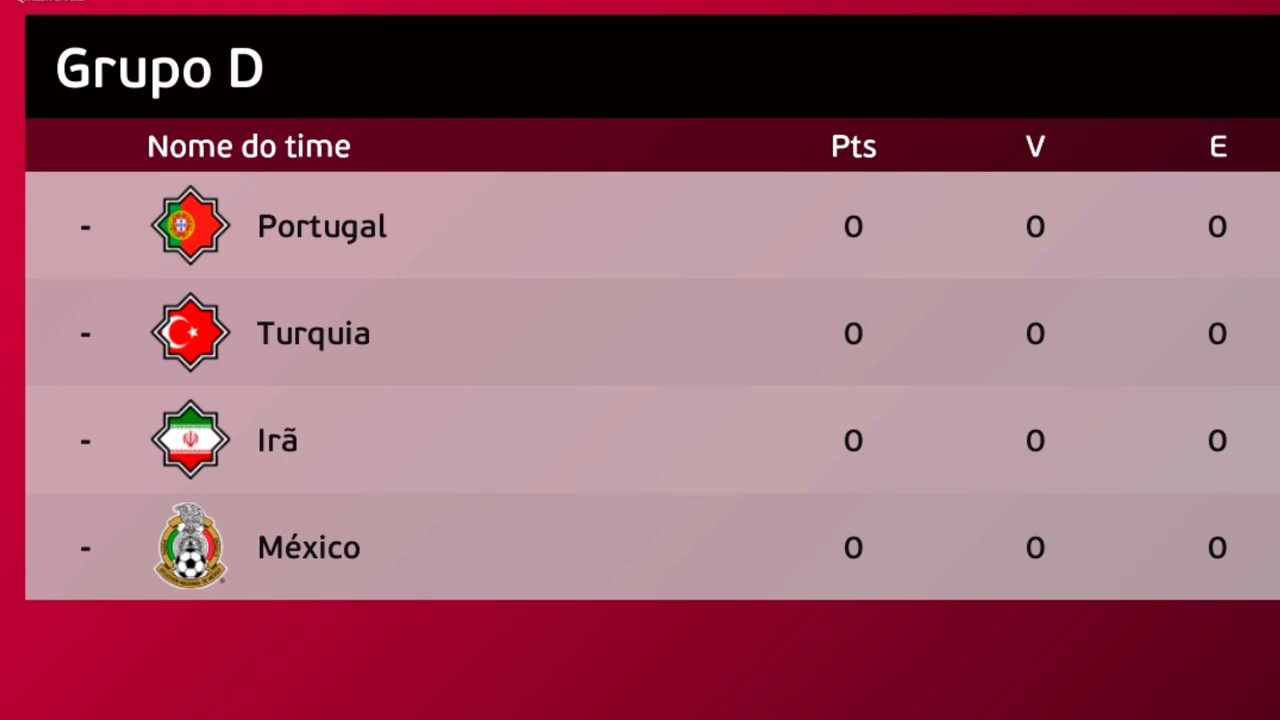 Grupo D
Nome do time Pts V E
- Portugal 0 0 0
- Turquia 0 0 0
- Irã 0 0 0
- México 0 0 0